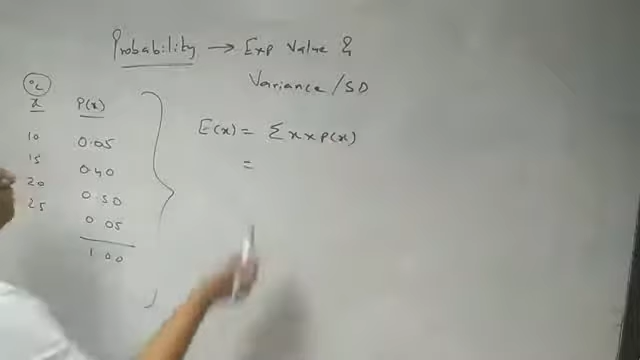 Probability → Exp Value &
Variance/SD
%
x P(x)
10 0.05
15 0.40
20 0.50
25 0.05
1 00
E(x) = Σ x x p(x)
=